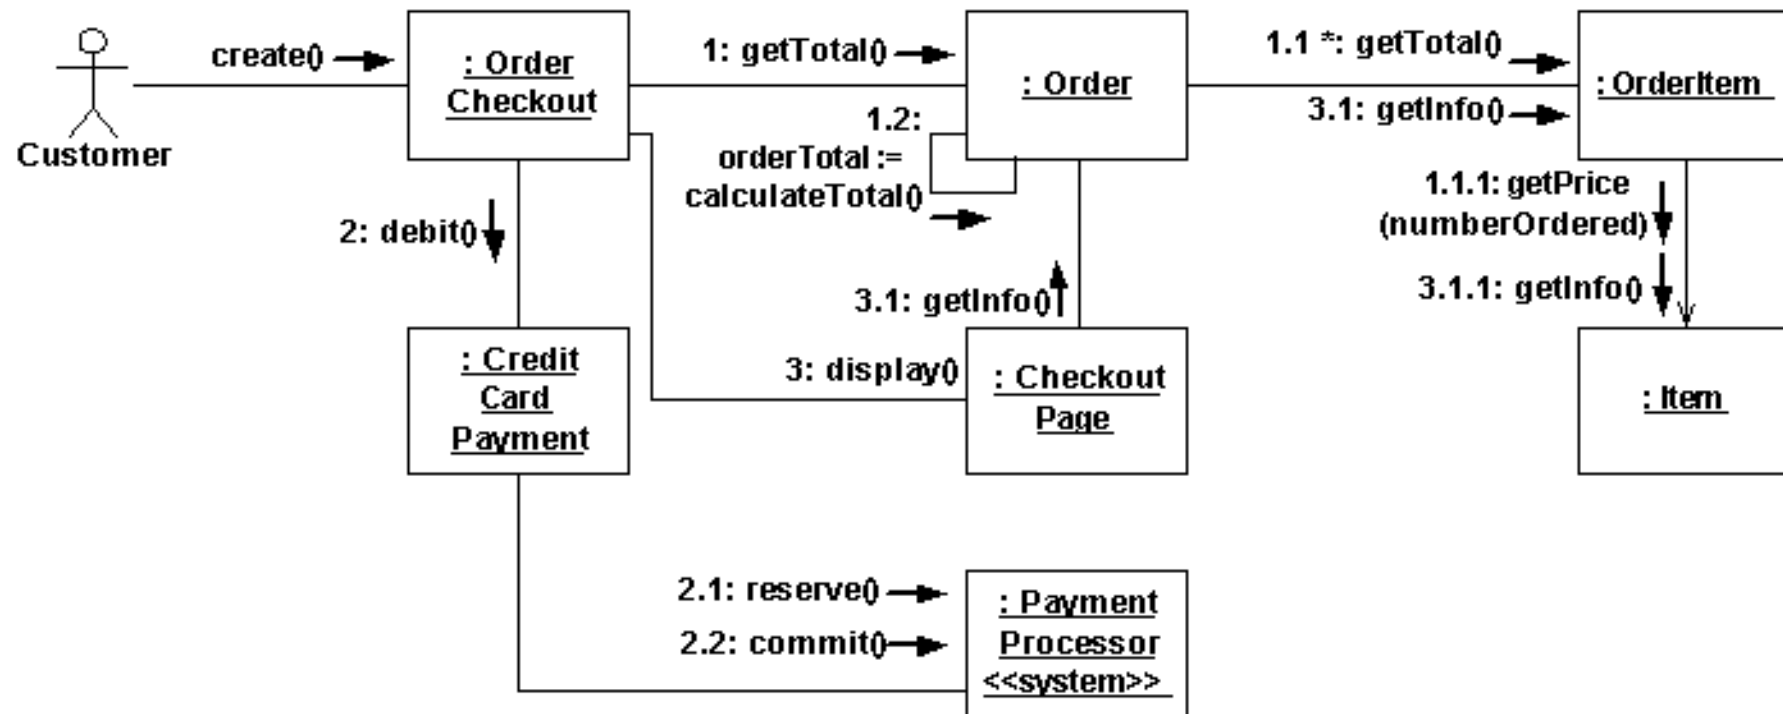 create()
: Order
Checkout
1: getTotal()
: Order
1.1 *: getTotal()
: OrderItem
3.1: getInfo()
Customer
1.2:
orderTotal :=
calculateTotal()
1.1.1: getPrice
(numberOrdered)
2: debit()
3.1: getInfo()
3.1.1: getInfo()
: Credit
Card
Payment
3: display()
: Checkout
Page
: Item
2.1: reserve()
2.2: commit()
: Payment
Processor
<<system>>